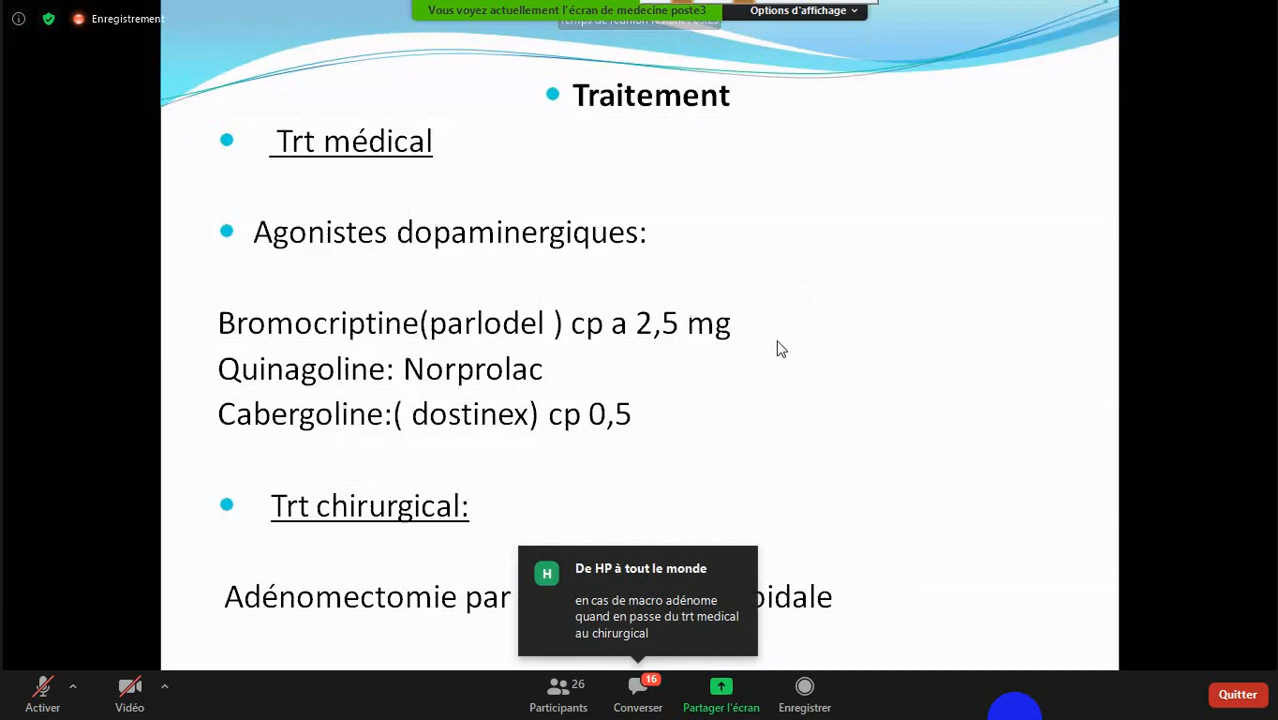 Enregistrement
Vous voyez actuellement l'écran de medecine poste3
Options d'affichage
Traitement
Trt médical
Agonistes dopaminergiques:
Bromocriptine(parlodel ) cp a 2,5 mg
Quinagoline: Norprolac
Cabergoline:( dostinex) cp 0,5
Trt chirurgical:
Adénomectomie par
De HP à tout le monde
H
en cas de macro adénome
quand en passe du trt medical
au chirurgical
26
16
Activer
Vidéo
Participants
Converser
Partager l'écran
Enregistrer
Quitter